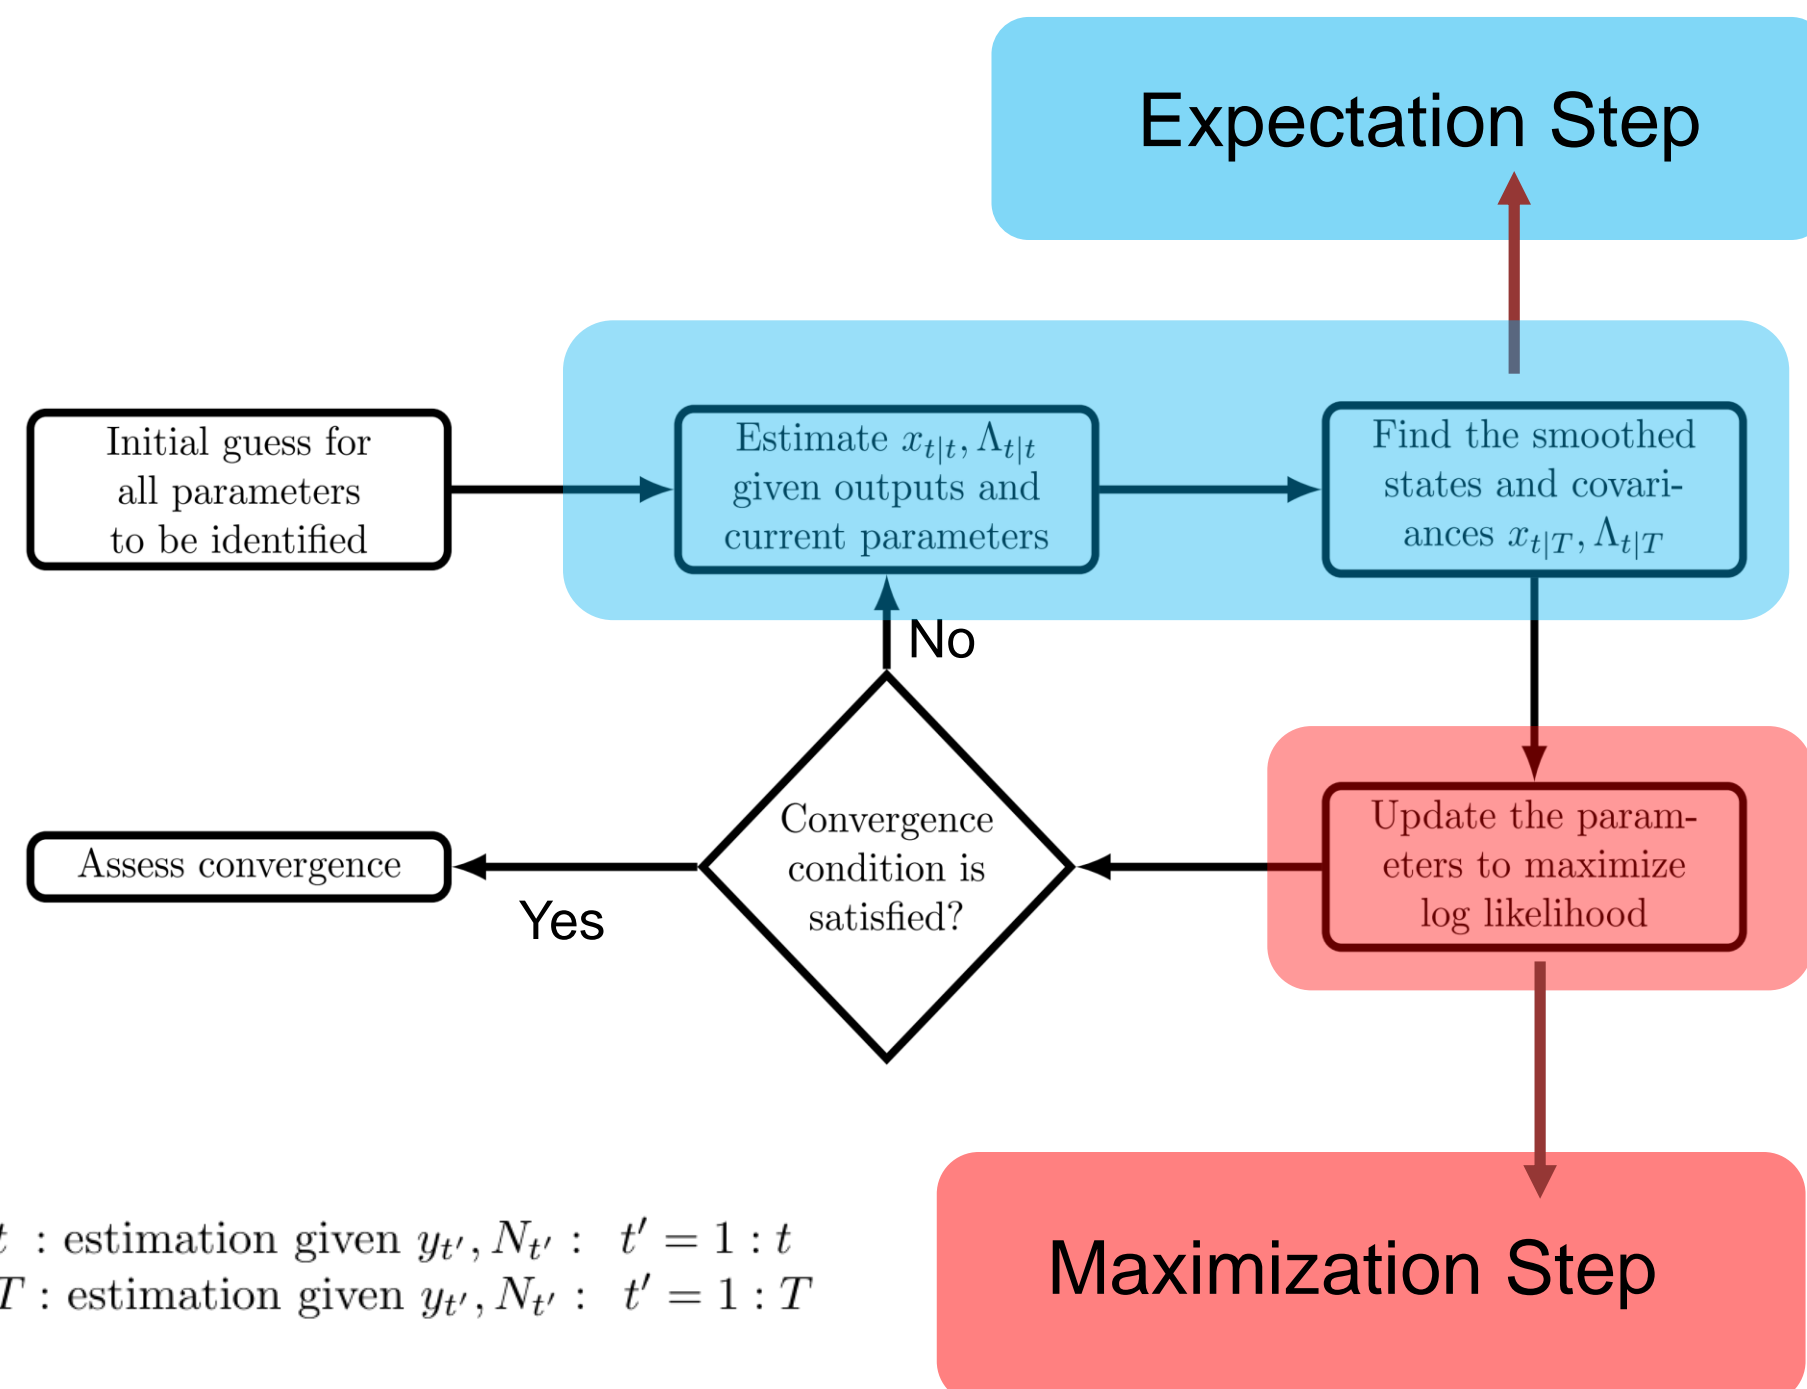 Expectation Step
Initial guess for
all parameters
to be identified
Estimate x_{t|t}, Λ_{t|t}
given outputs and
current parameters
Find the smoothed
states and covari-
ances x_{t|T}, Λ_{t|T}
No
Convergence
condition is
satisfied?
Yes
Assess convergence
Update the param-
eters to maximize
log likelihood
t : estimation given y_{t′}, N_{t′} : t′ = 1 : t
T : estimation given y_{t′}, N_{t′} : t′ = 1 : T
Maximization Step